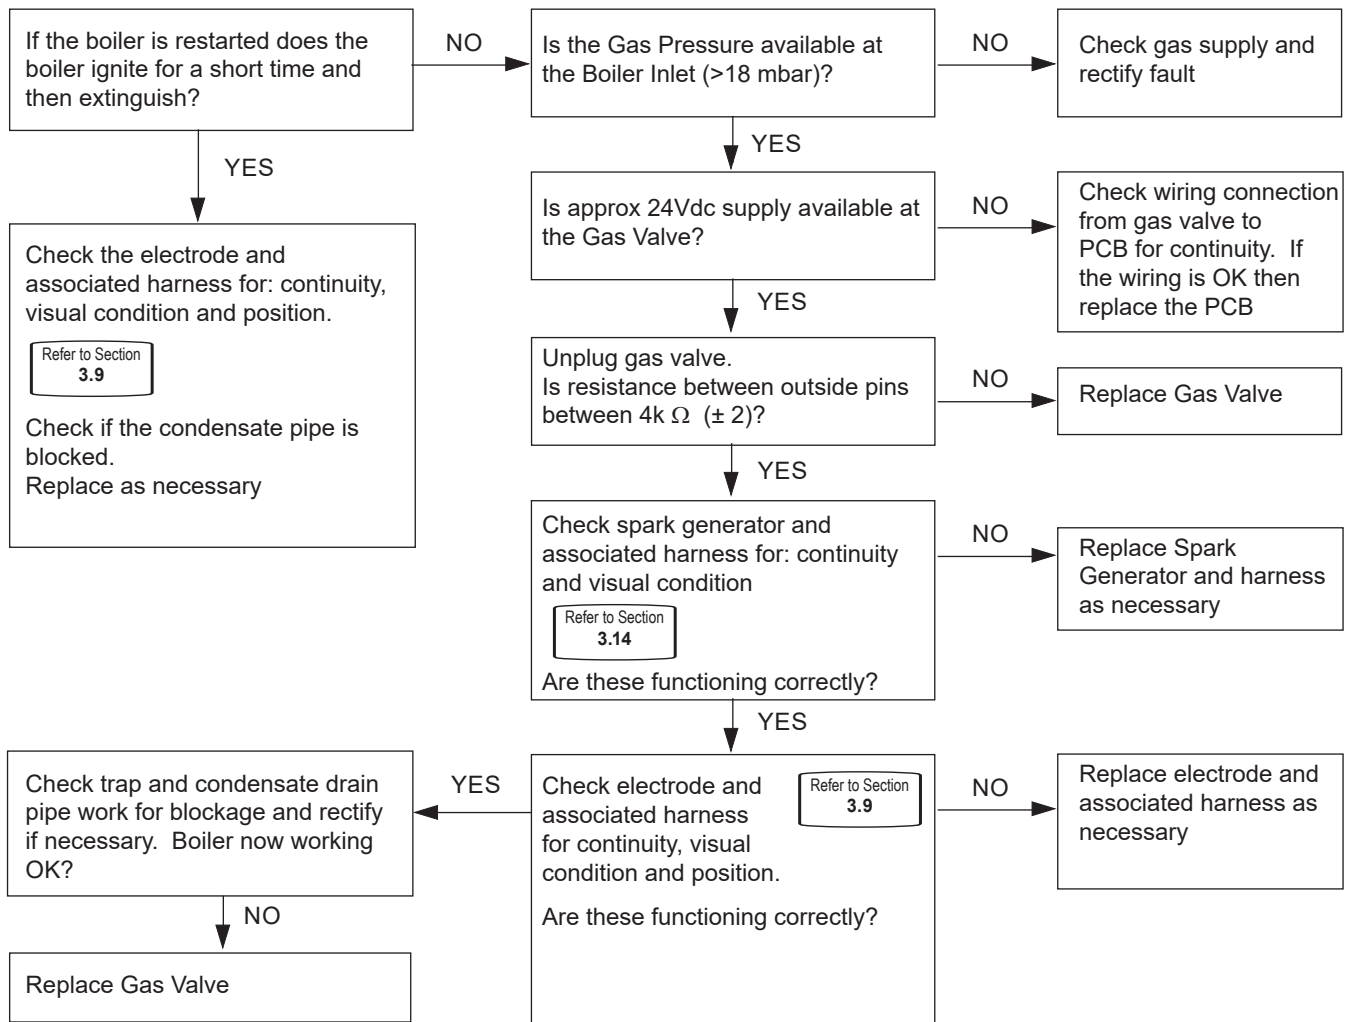 If the boiler is restarted does the
boiler ignite for a short time and
then extinguish?
NO
Is the Gas Pressure available at
the Boiler Inlet (>18 mbar)?
NO
Check gas supply and
rectify fault
YES
YES
Check the electrode and
associated harness for: continuity,
visual condition and position.
Refer to Section
3.9
Check if the condensate pipe is
blocked.
Replace as necessary
Is approx 24Vdc supply available at
the Gas Valve?
NO
Check wiring connection
from gas valve to
PCB for continuity.  If
the wiring is OK then
replace the PCB
YES
Unplug gas valve.
Is resistance between outside pins
between 4k Ω  (± 2)?
NO
Replace Gas Valve
YES
Check spark generator and
associated harness for: continuity
and visual condition
Refer to Section
3.14
Are these functioning correctly?
NO
Replace Spark
Generator and harness
as necessary
YES
Check electrode and
associated harness
for continuity, visual
condition and position.
Refer to Section
3.9
Are these functioning correctly?
NO
Replace electrode and
associated harness as
necessary
YES
Check trap and condensate drain
pipe work for blockage and rectify
if necessary.  Boiler now working
OK?
NO
Replace Gas Valve